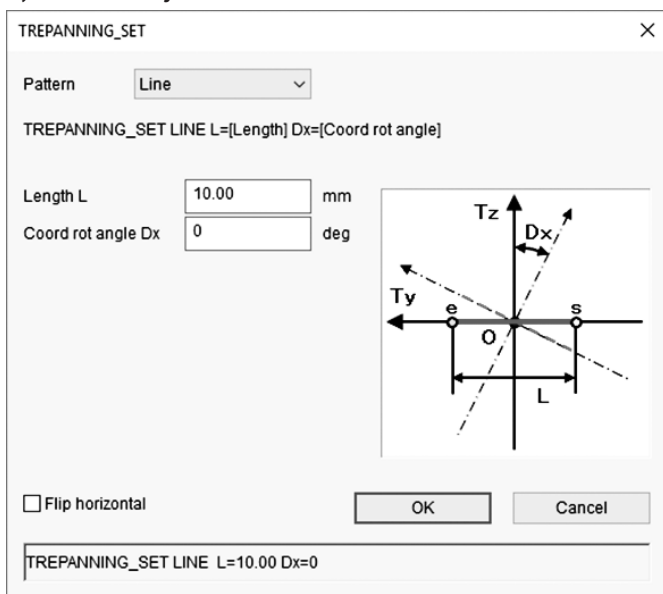 TREPANNING_SET
Pattern Line
TREPANNING_SET LINE L=[Length] Dx=[Coord rot angle]
Length L 10.00 mm
Coord rot angle Dx 0 deg
Tz
Dx
Ty
e s
O
L
Flip horizontal OK Cancel
TREPANNING_SET LINE L=10.00 Dx=0